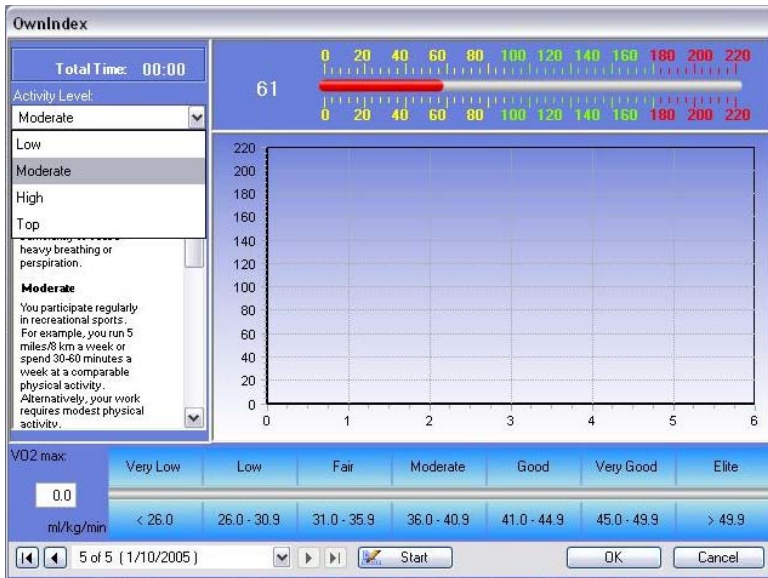 OwnIndex
Total Time: 00:00
Activity Level:
Moderate
Low
Moderate
High
Top
heavy breathing or
perspiration.
Moderate
You participate regularly
in recreational sports.
For example, you run 5
miles/8 km a week or
spend 30-60 minutes a
week at a comparable
physical activity.
Alternatively, your work
requires modest physical
activity.
61
0 20 40 60 80 100 120 140 160 180 200 220
0 20 40 60 80 100 120 140 160 180 200 220
220
200
180
160
140
120
100
80
60
40
20
0
0 1 2 3 4 5 6
VO2 max:
0.0
ml/kg/min
Very Low Low Fair Moderate Good Very Good Elite
< 26.0 26.0 - 30.9 31.0 - 35.9 36.0 - 40.9 41.0 - 44.9 45.0 - 49.9 > 49.9
5 of 5 ( 1/10/2005 ) Start OK Cancel